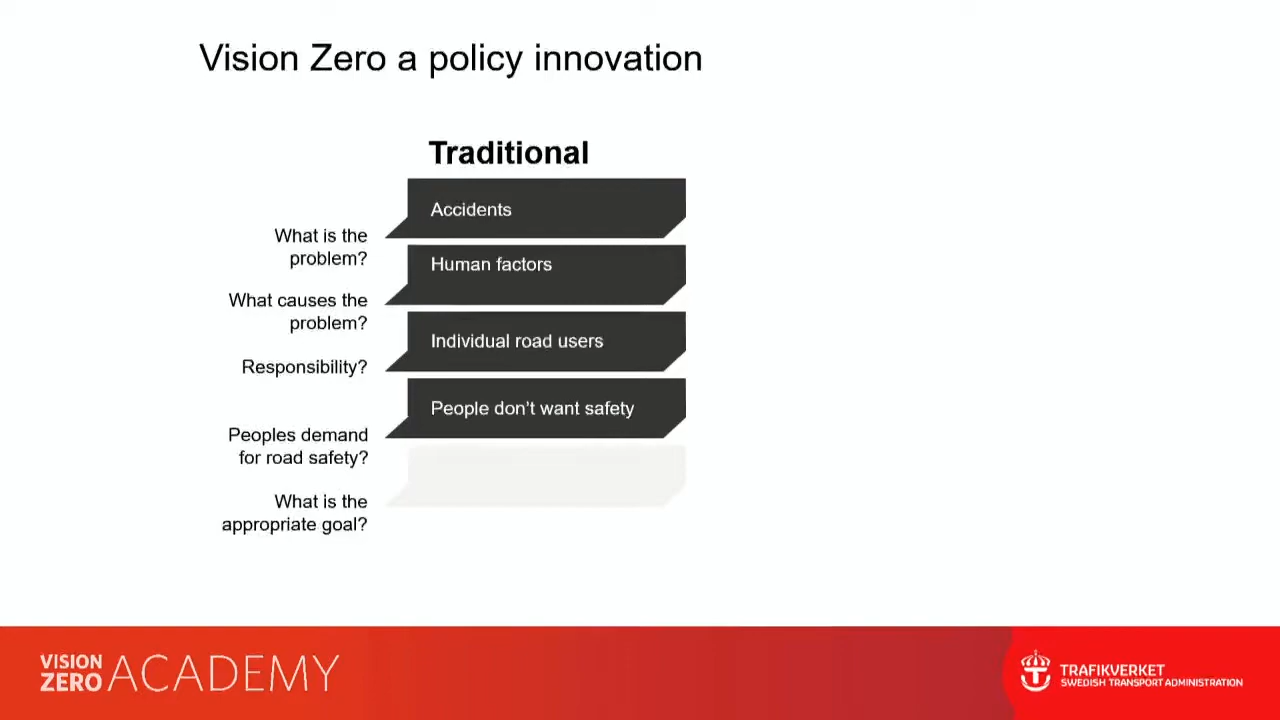 Vision Zero a policy innovation
Traditional
Accidents
What is the
problem?
Human factors
What causes the
problem?
Individual road users
Responsibility?
People don't want safety
Peoples demand
for road safety?
What is the
appropriate goal?
VISION
ZERO ACADEMY
TRAFIKVERKET
SWEDISH TRANSPORT ADMINISTRATION